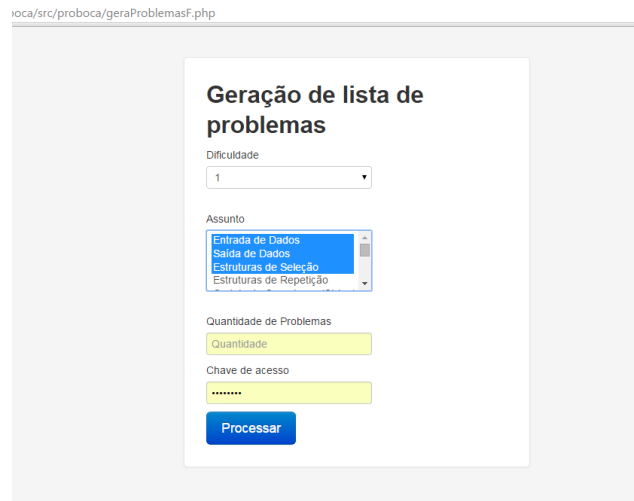 oca/src/proboca/geraProblemasF.php
Geração de lista de
problemas
Dificuldade
1
Assunto
Entrada de Dados
Saída de Dados
Estruturas de Seleção
Estruturas de Repetição
Quantidade de Problemas
Quantidade
Chave de acesso
••••••••
Processar